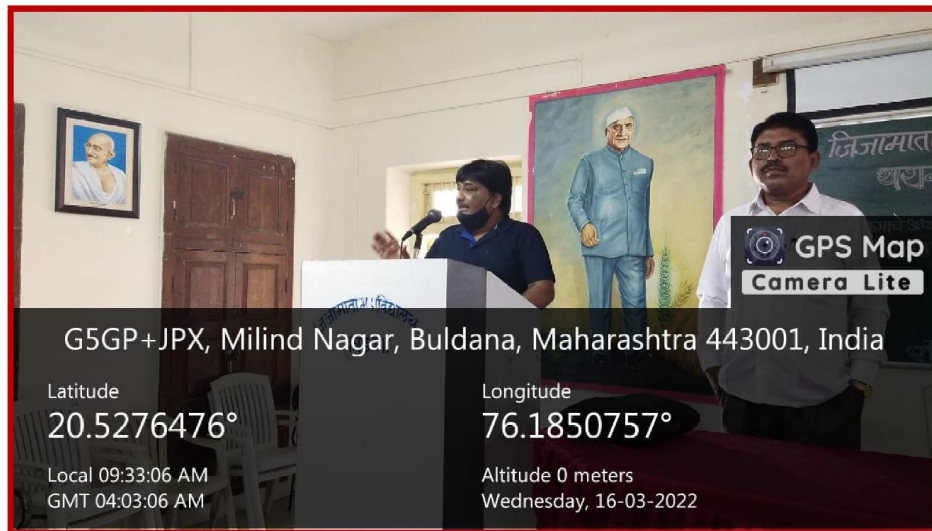 जिजामात
GPS Map
Camera Lite
G5GP+JPX, Milind Nagar, Buldana, Maharashtra 443001, India
Latitude
20.5276476°
Local 09:33:06 AM
GMT 04:03:06 AM
Longitude
76.1850757°
Altitude 0 meters
Wednesday, 16-03-2022